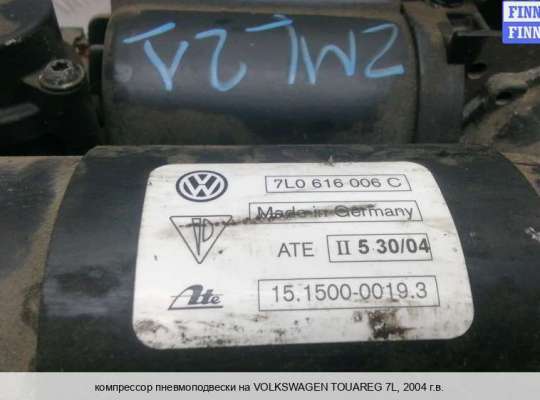 FINN
FINN
7L0 616 006 C
Made in Germany
ATE II 5 30/04
Ate 15.1500-0019.3
компрессор пневмоподвески на VOLKSWAGEN TOUAREG 7L, 2004 г.в.